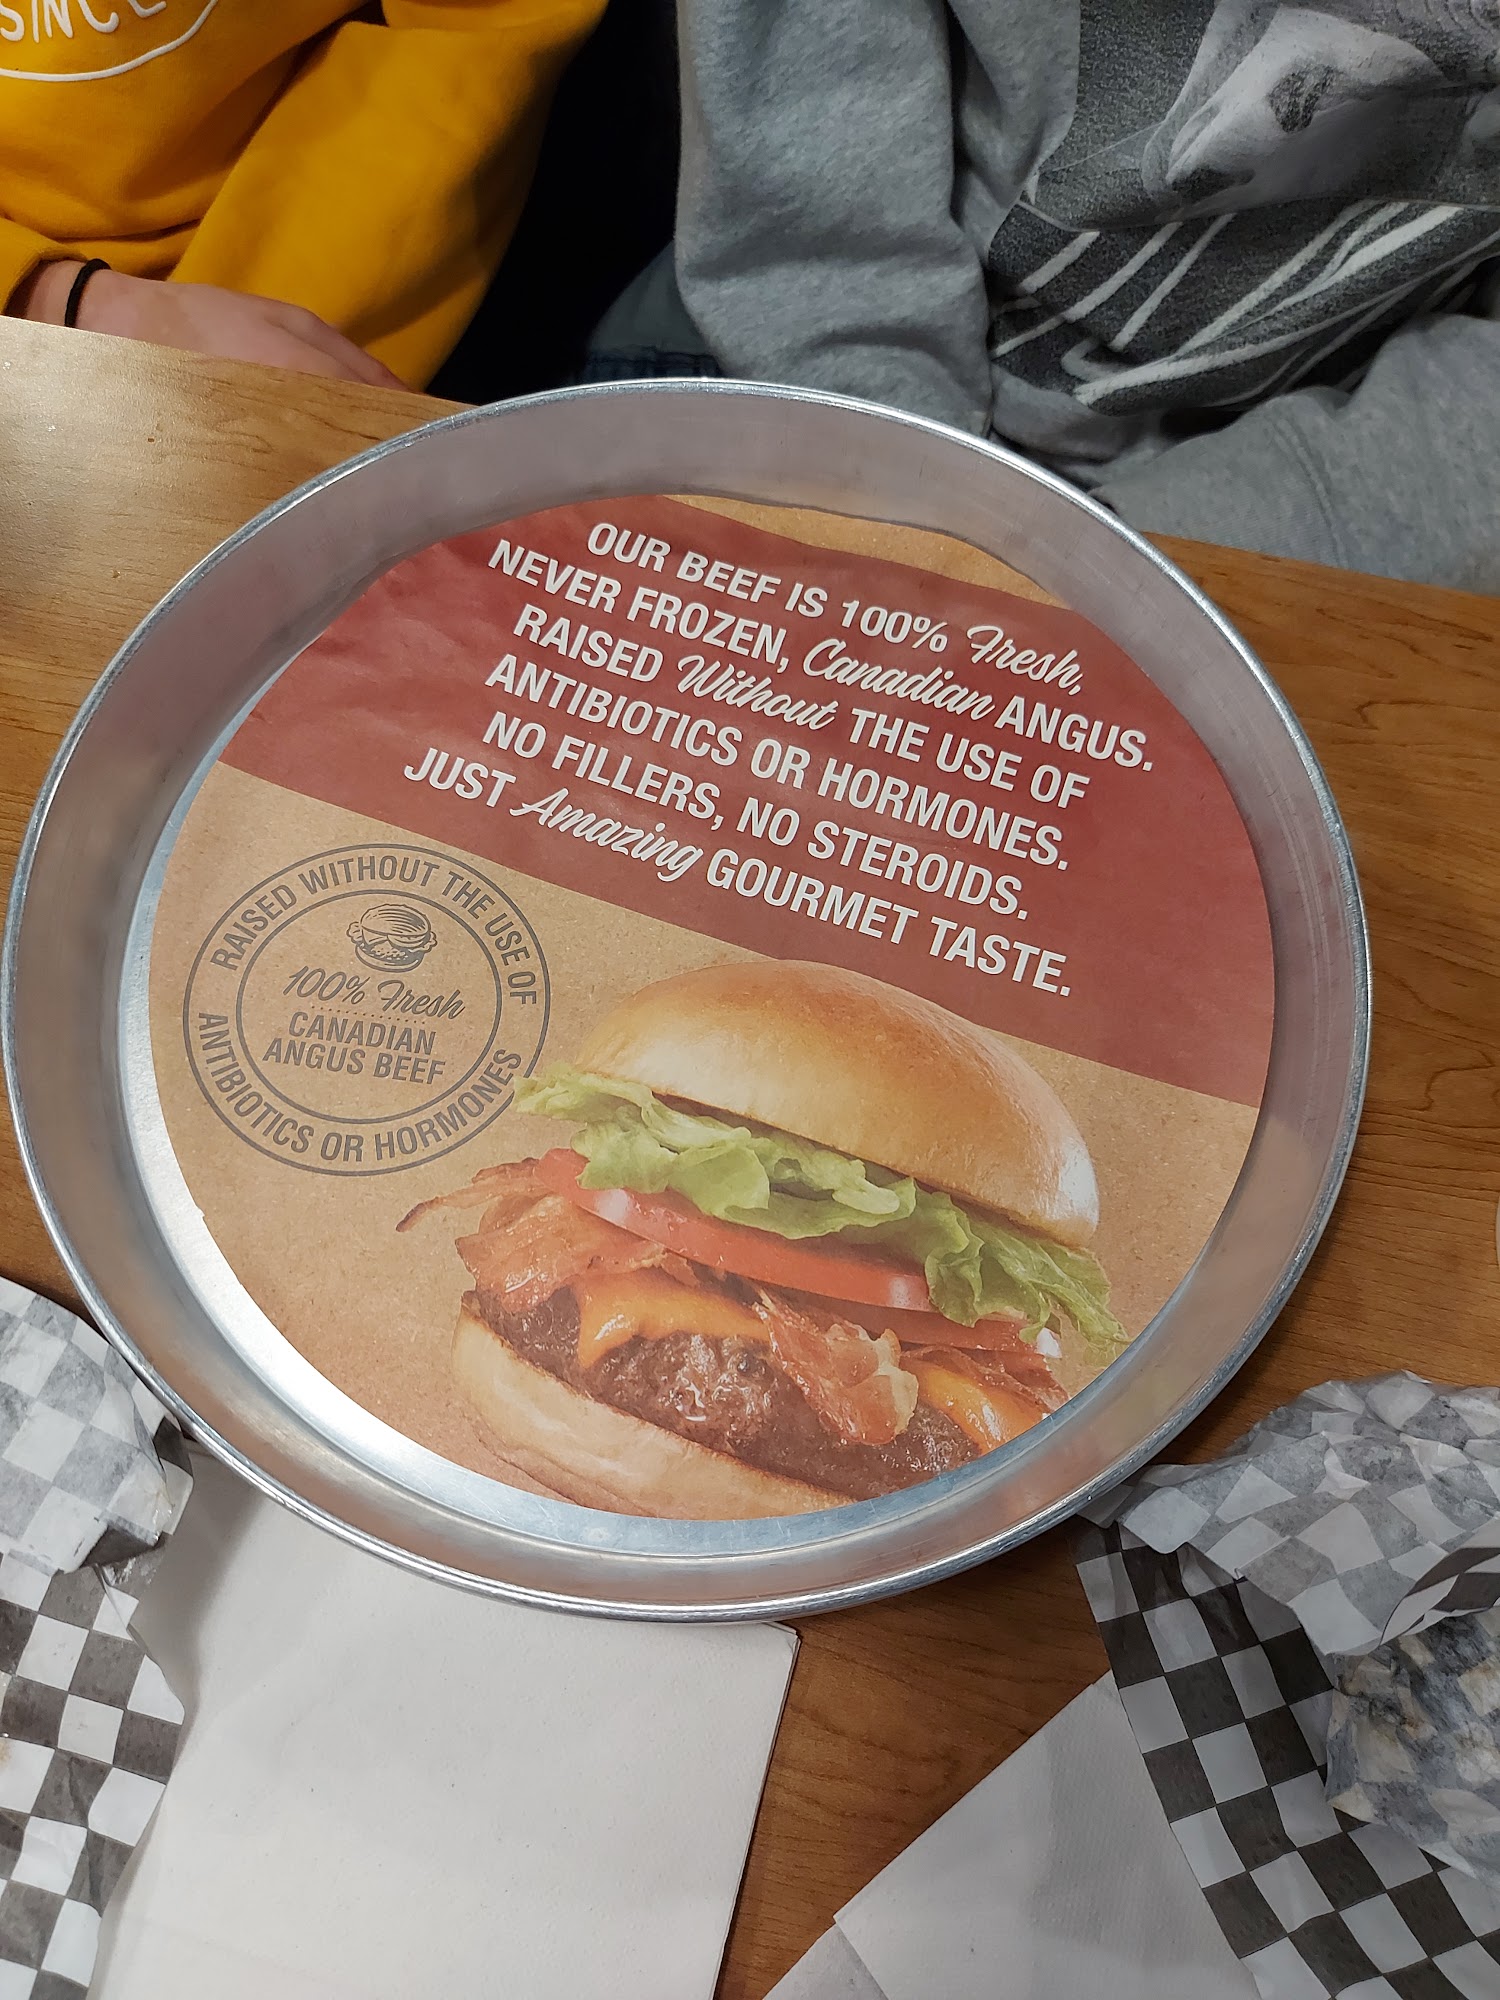 SINCE
OUR BEEF IS 100% Fresh,
NEVER FROZEN, Canadian ANGUS.
RAISED Without THE USE OF
ANTIBIOTICS OR HORMONES.
NO FILLERS, NO STEROIDS.
JUST Amazing GOURMET TASTE.
RAISED WITHOUT THE USE OF
100% Fresh
CANADIAN
ANGUS BEEF
ANTIBIOTICS OR HORMONES